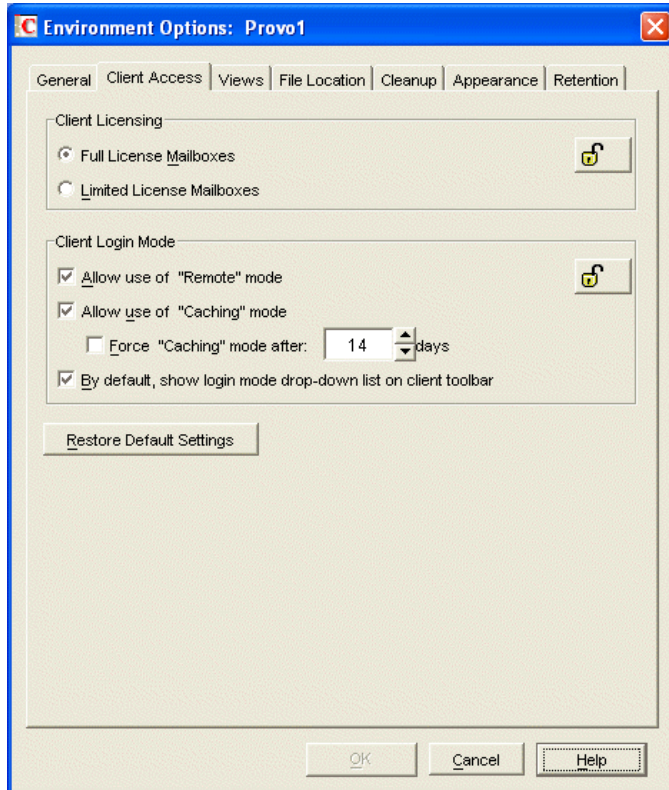 C Environment Options: Provo1
General Client Access Views File Location Cleanup Appearance Retention
Client Licensing
Full License Mailboxes
Limited License Mailboxes
Client Login Mode
Allow use of "Remote" mode
Allow use of "Caching" mode
Force "Caching" mode after: 14 days
By default, show login mode drop-down list on client toolbar
Restore Default Settings
OK Cancel Help